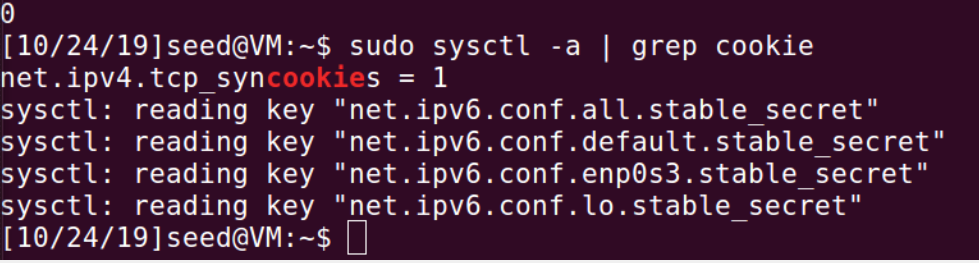 0
[10/24/19]seed@VM:~$ sudo sysctl -a | grep cookie
net.ipv4.tcp_syncookies = 1
sysctl: reading key "net.ipv6.conf.all.stable_secret"
sysctl: reading key "net.ipv6.conf.default.stable_secret"
sysctl: reading key "net.ipv6.conf.enp0s3.stable_secret"
sysctl: reading key "net.ipv6.conf.lo.stable_secret"
[10/24/19]seed@VM:~$